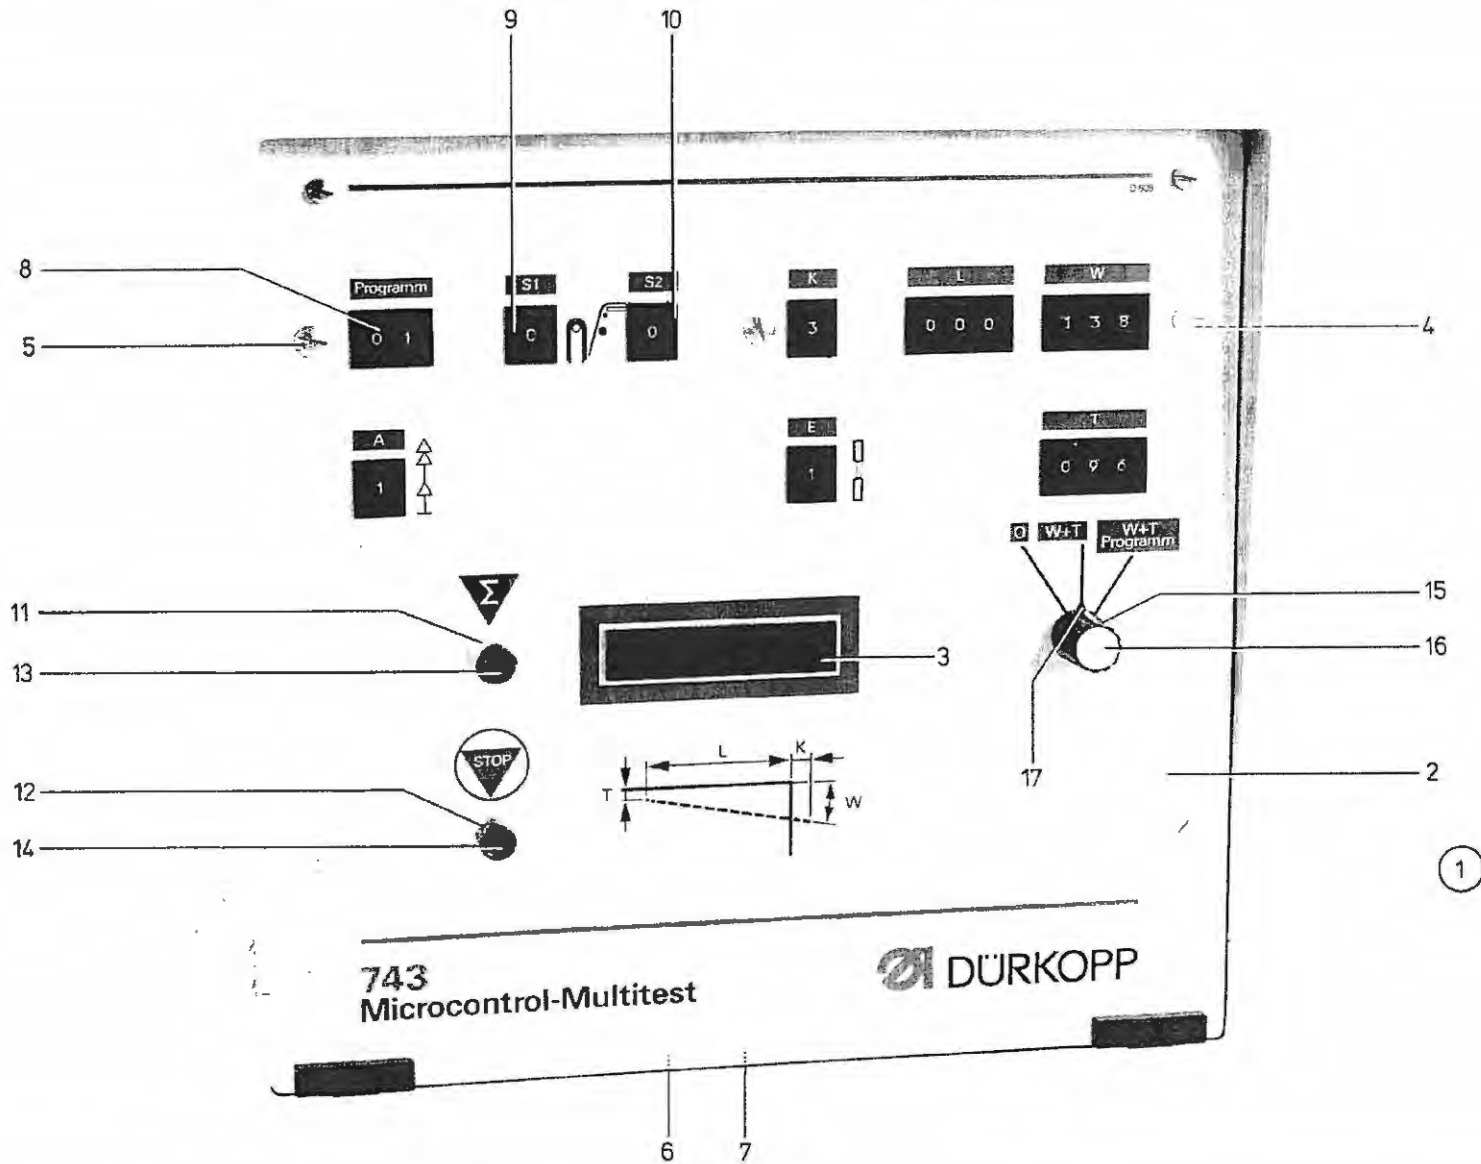 9 10
8
Programm S1 S2 K L W
0 1 0 0 3 0 0 0 1 3 8
5 4
A E T
1 1 0 9 6
0 W+T W+T
Programm
Σ
11 15
13 3 16
STOP
L K
T W
17 2
12
14
1
743
Microcontrol-Multitest
DÜRKOPP
6 7